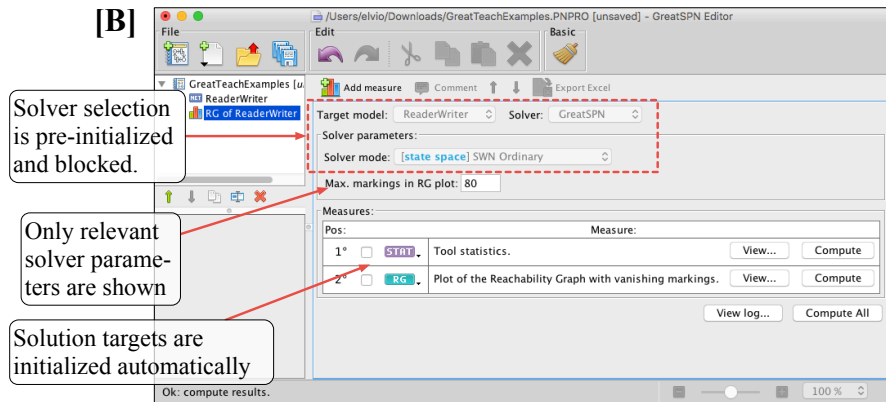 [B]
/Users/elvio/Downloads/GreatTeachExamples.PNPRO [unsaved] - GreatSPN Editor
File
Edit
Basic
GreatTeachExamples [u
NET ReaderWriter
RG of ReaderWriter
Add measure Comment Export Excel
Target model: ReaderWriter Solver: GreatSPN
Solver parameters:
Solver mode: [state space] SWN Ordinary
Max. markings in RG plot: 80
Measures:
Pos: Measure:
1° STAT Tool statistics. View... Compute
2° RG Plot of the Reachability Graph with vanishing markings. View... Compute
View log... Compute All
Ok: compute results.
100 %
Solver selection
is pre-initialized
and blocked.
Only relevant
solver parame-
ters are shown
Solution targets are
initialized automatically